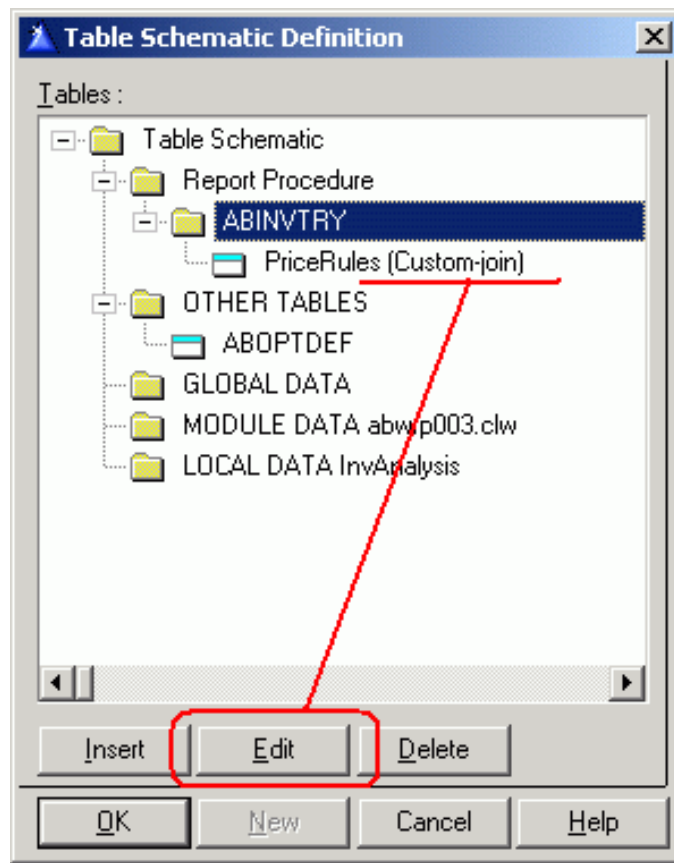 Table Schematic Definition
Tables :
Table Schematic
Report Procedure
ABINVTRY
PriceRules (Custom-join)
OTHER TABLES
ABOPTDEF
GLOBAL DATA
MODULE DATA abwrp003.clw
LOCAL DATA InvAnalysis
Insert Edit Delete
OK New Cancel Help